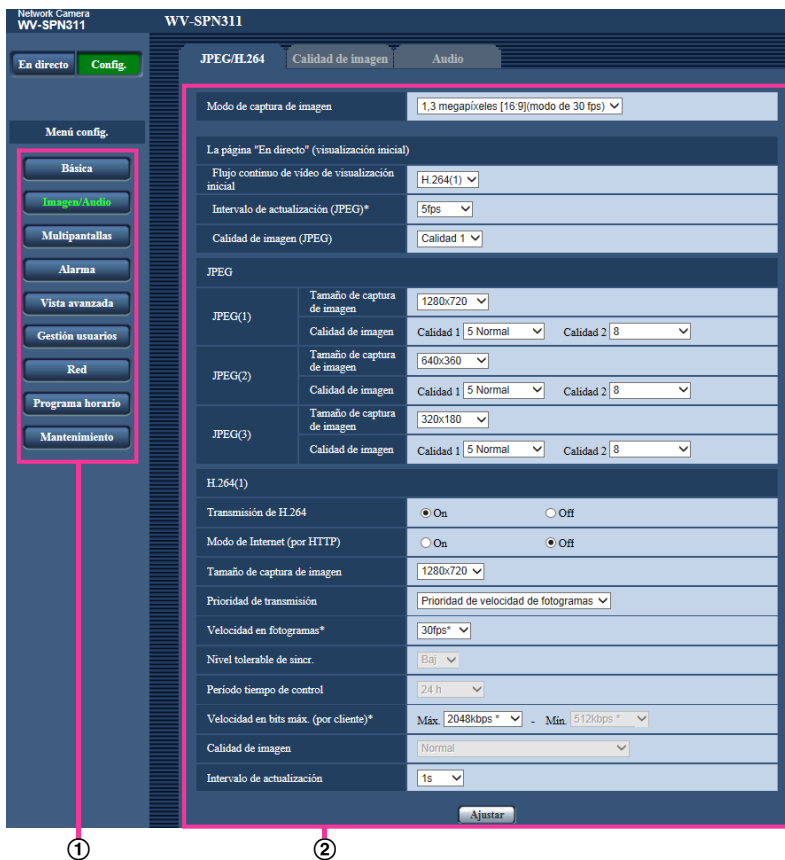 Network Camera
WV-SPN311
WV-SPN311
En directo Config.
JPEG/H.264 Calidad de imagen Audio
Menú config.
Básica
Imagen/Audio
Multipantallas
Alarma
Vista avanzada
Gestión usuarios
Red
Programa horario
Mantenimiento
Modo de captura de imagen 1,3 megapíxeles [16:9](modo de 30 fps)
La página "En directo" (visualización inicial)
Flujo continuo de vídeo de visualización
inicial
H.264(1)
Intervalo de actualización (JPEG)* 5fps
Calidad de imagen (JPEG) Calidad 1
JPEG
JPEG(1)
Tamaño de captura
de imagen
1280x720
Calidad de imagen Calidad 1 5 Normal Calidad 2 8
JPEG(2)
Tamaño de captura
de imagen
640x360
Calidad de imagen Calidad 1 5 Normal Calidad 2 8
JPEG(3)
Tamaño de captura
de imagen
320x180
Calidad de imagen Calidad 1 5 Normal Calidad 2 8
H.264(1)
Transmisión de H.264 On Off
Modo de Internet (por HTTP) On Off
Tamaño de captura de imagen 1280x720
Prioridad de transmisión Prioridad de velocidad de fotogramas
Velocidad en fotogramas* 30fps*
Nivel tolerable de sincr. Baj
Período tiempo de control 24 h
Velocidad en bits máx. (por cliente)* Máx. 2048kbps * - Mín. 512kbps *
Calidad de imagen Normal
Intervalo de actualización 1s
Ajustar
① ②